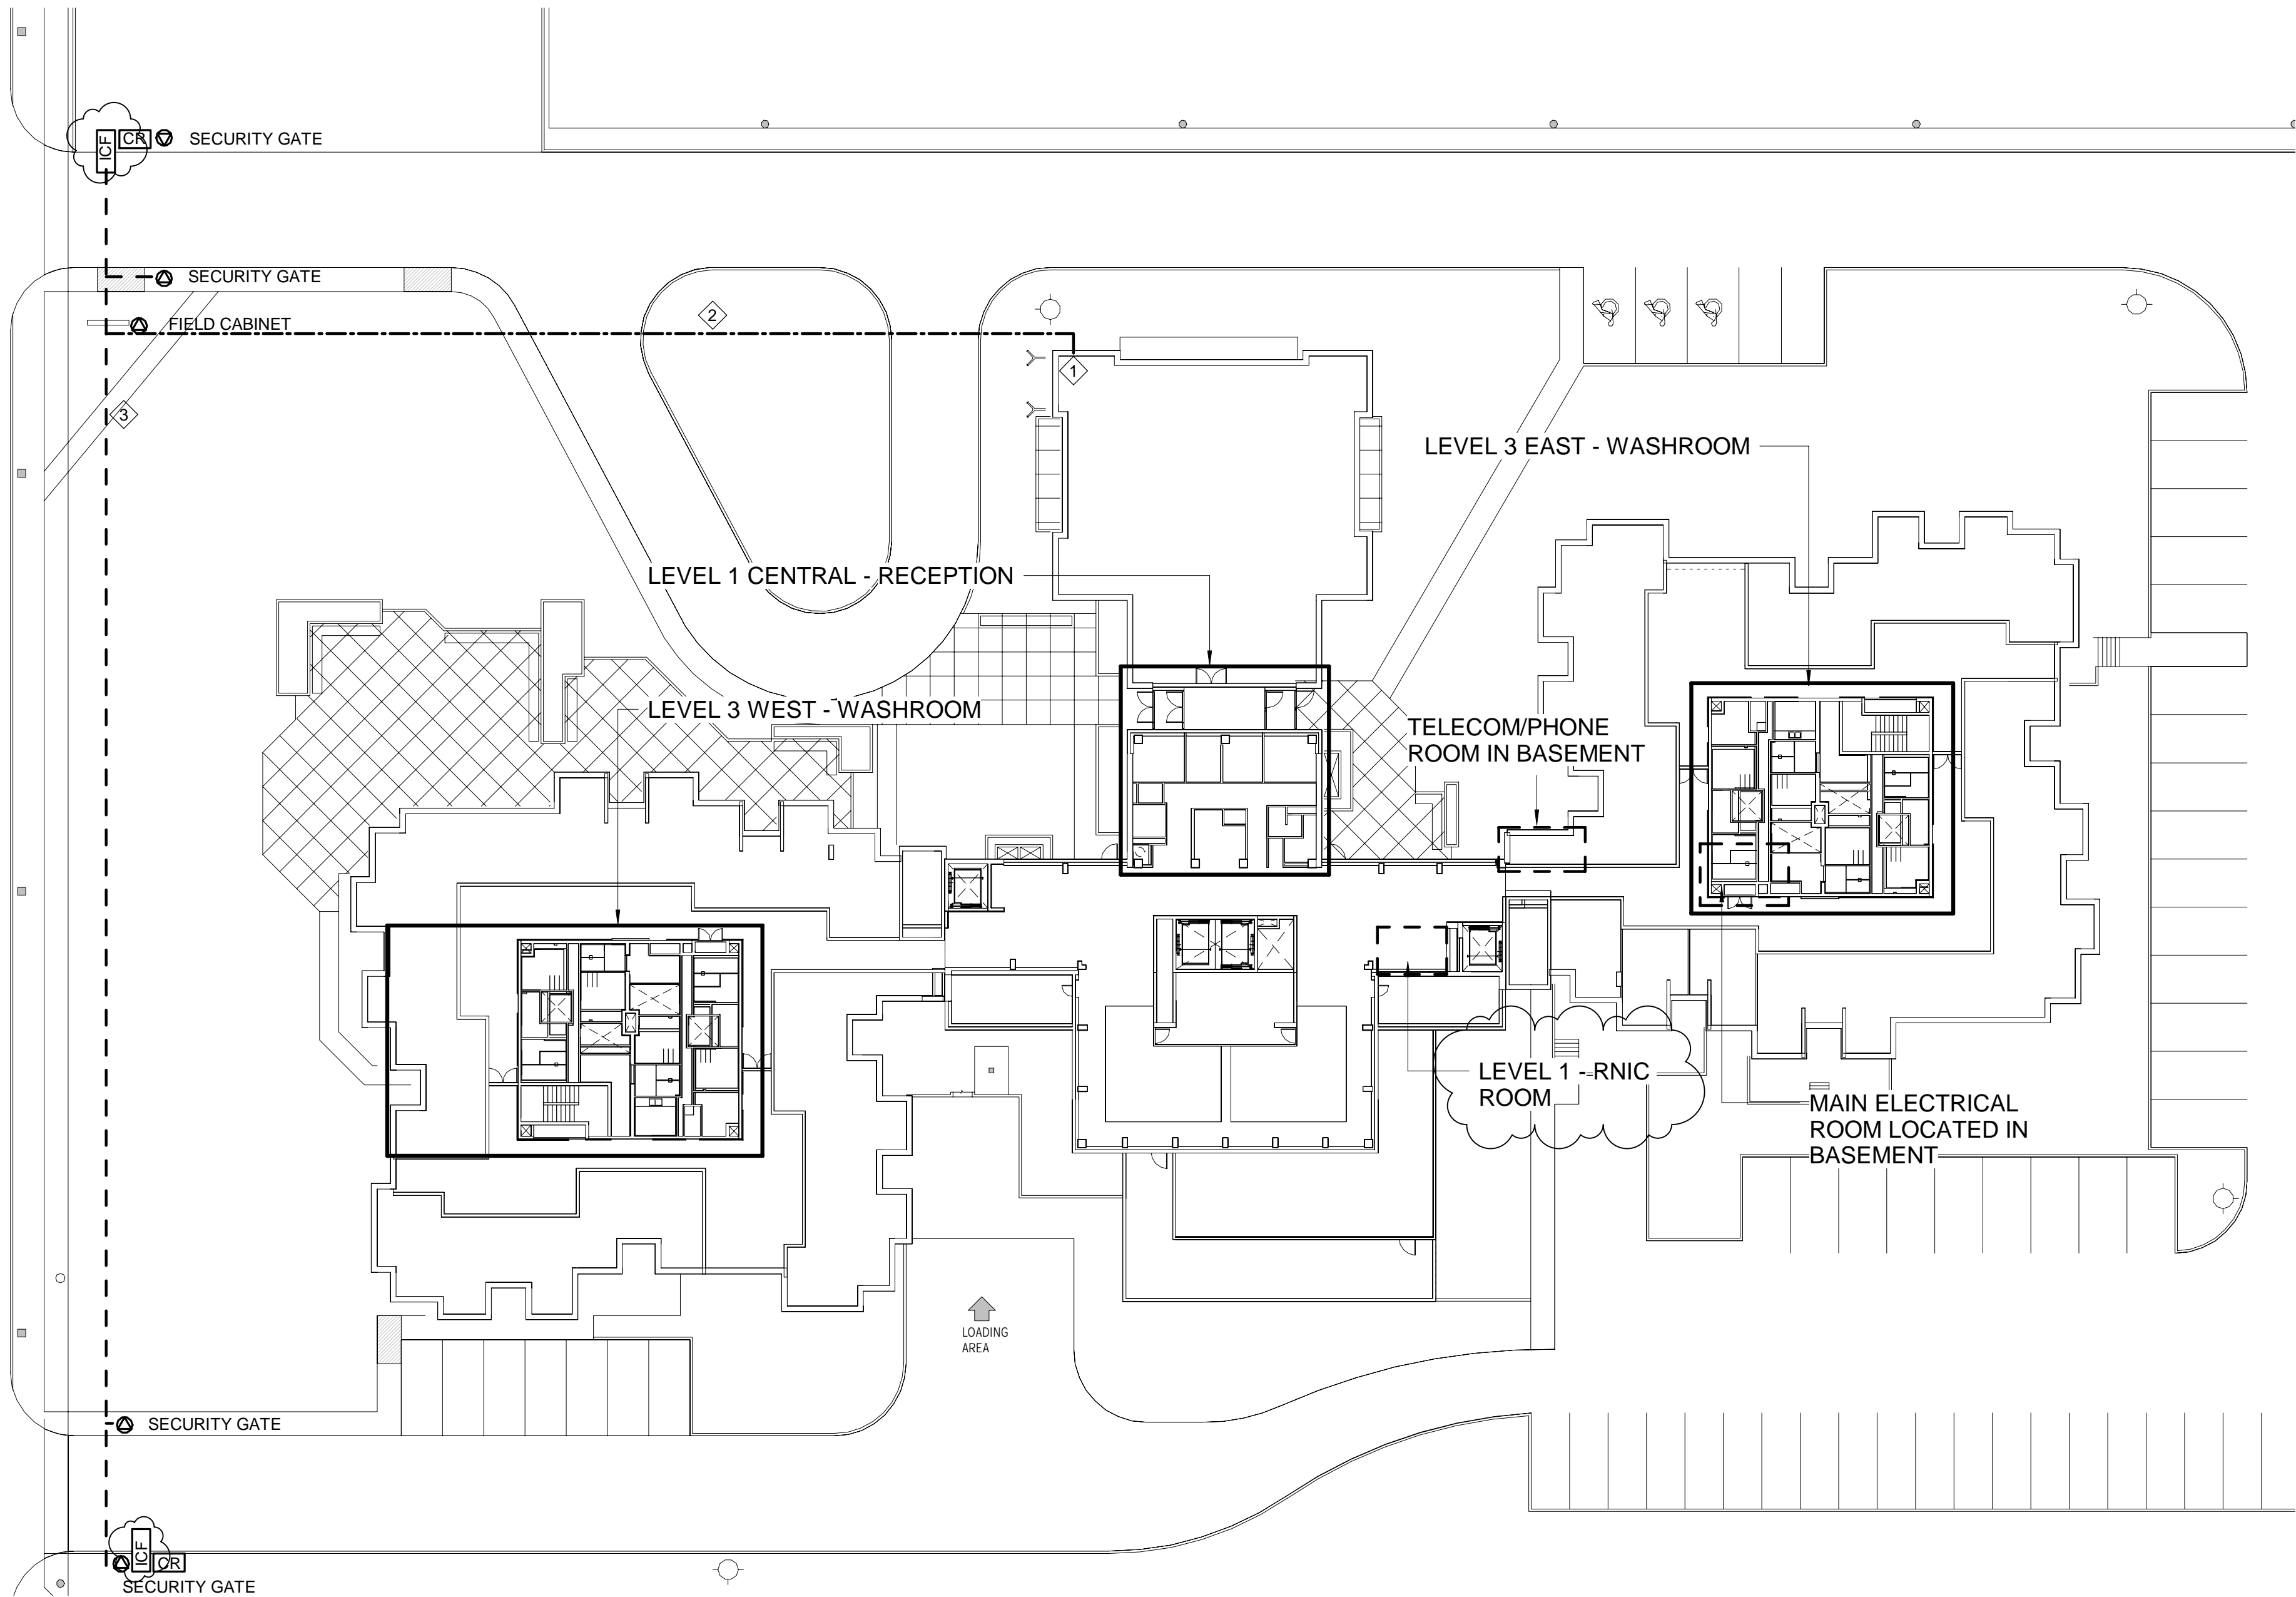 ICF
CR
SECURITY GATE
SECURITY GATE
FIELD CABINET
2
1
3
LEVEL 3 EAST - WASHROOM
LEVEL 1 CENTRAL - RECEPTION
LEVEL 3 WEST - WASHROOM
TELECOM/PHONE
ROOM IN BASEMENT
LEVEL 1 - RNIC
ROOM
MAIN ELECTRICAL
ROOM LOCATED IN
BASEMENT
LOADING
AREA
SECURITY GATE
ICF
CR
SECURITY GATE